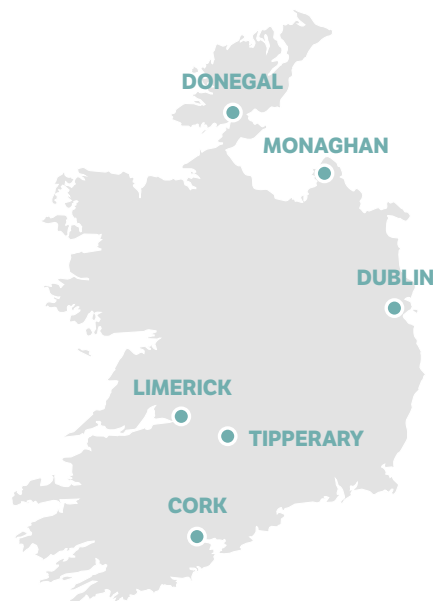 DONEGAL
MONAGHAN
DUBLIN
LIMERICK
TIPPERARY
CORK